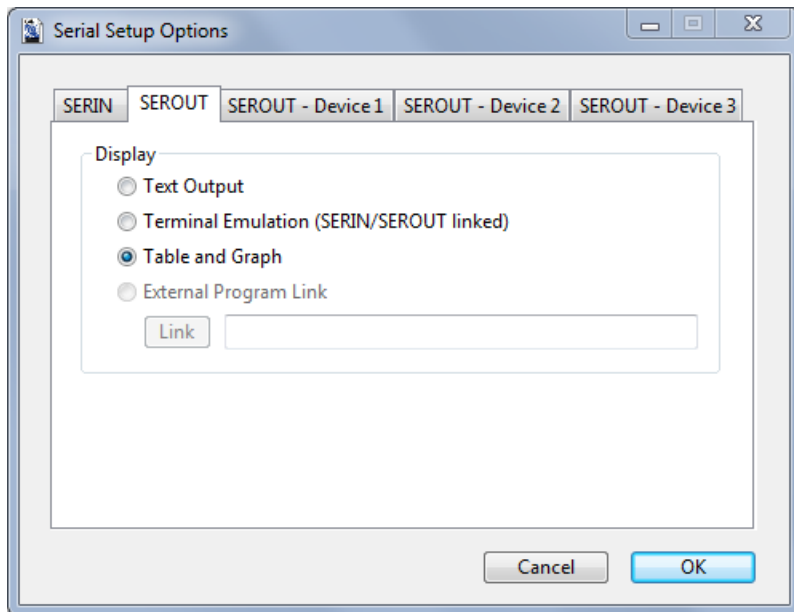 Serial Setup Options
SERIN SEROUT SEROUT - Device 1 SEROUT - Device 2 SEROUT - Device 3
Display
Text Output
Terminal Emulation (SERIN/SEROUT linked)
Table and Graph
External Program Link
Link
Cancel OK